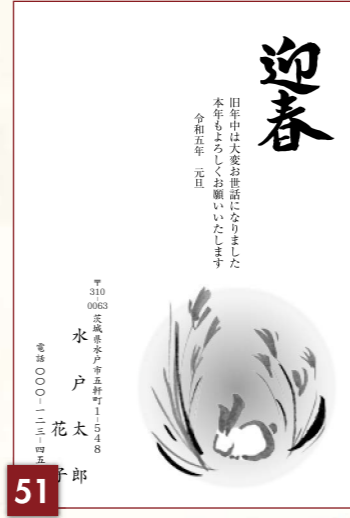 迎春
旧年中は大変お世話になりました
本年もよろしくお願いいたします
令和五年 元旦
〒310-0063
茨城県水戸市五軒町1-548
水戸 太郎
花子
電話 〇〇〇-一二三-四五
51